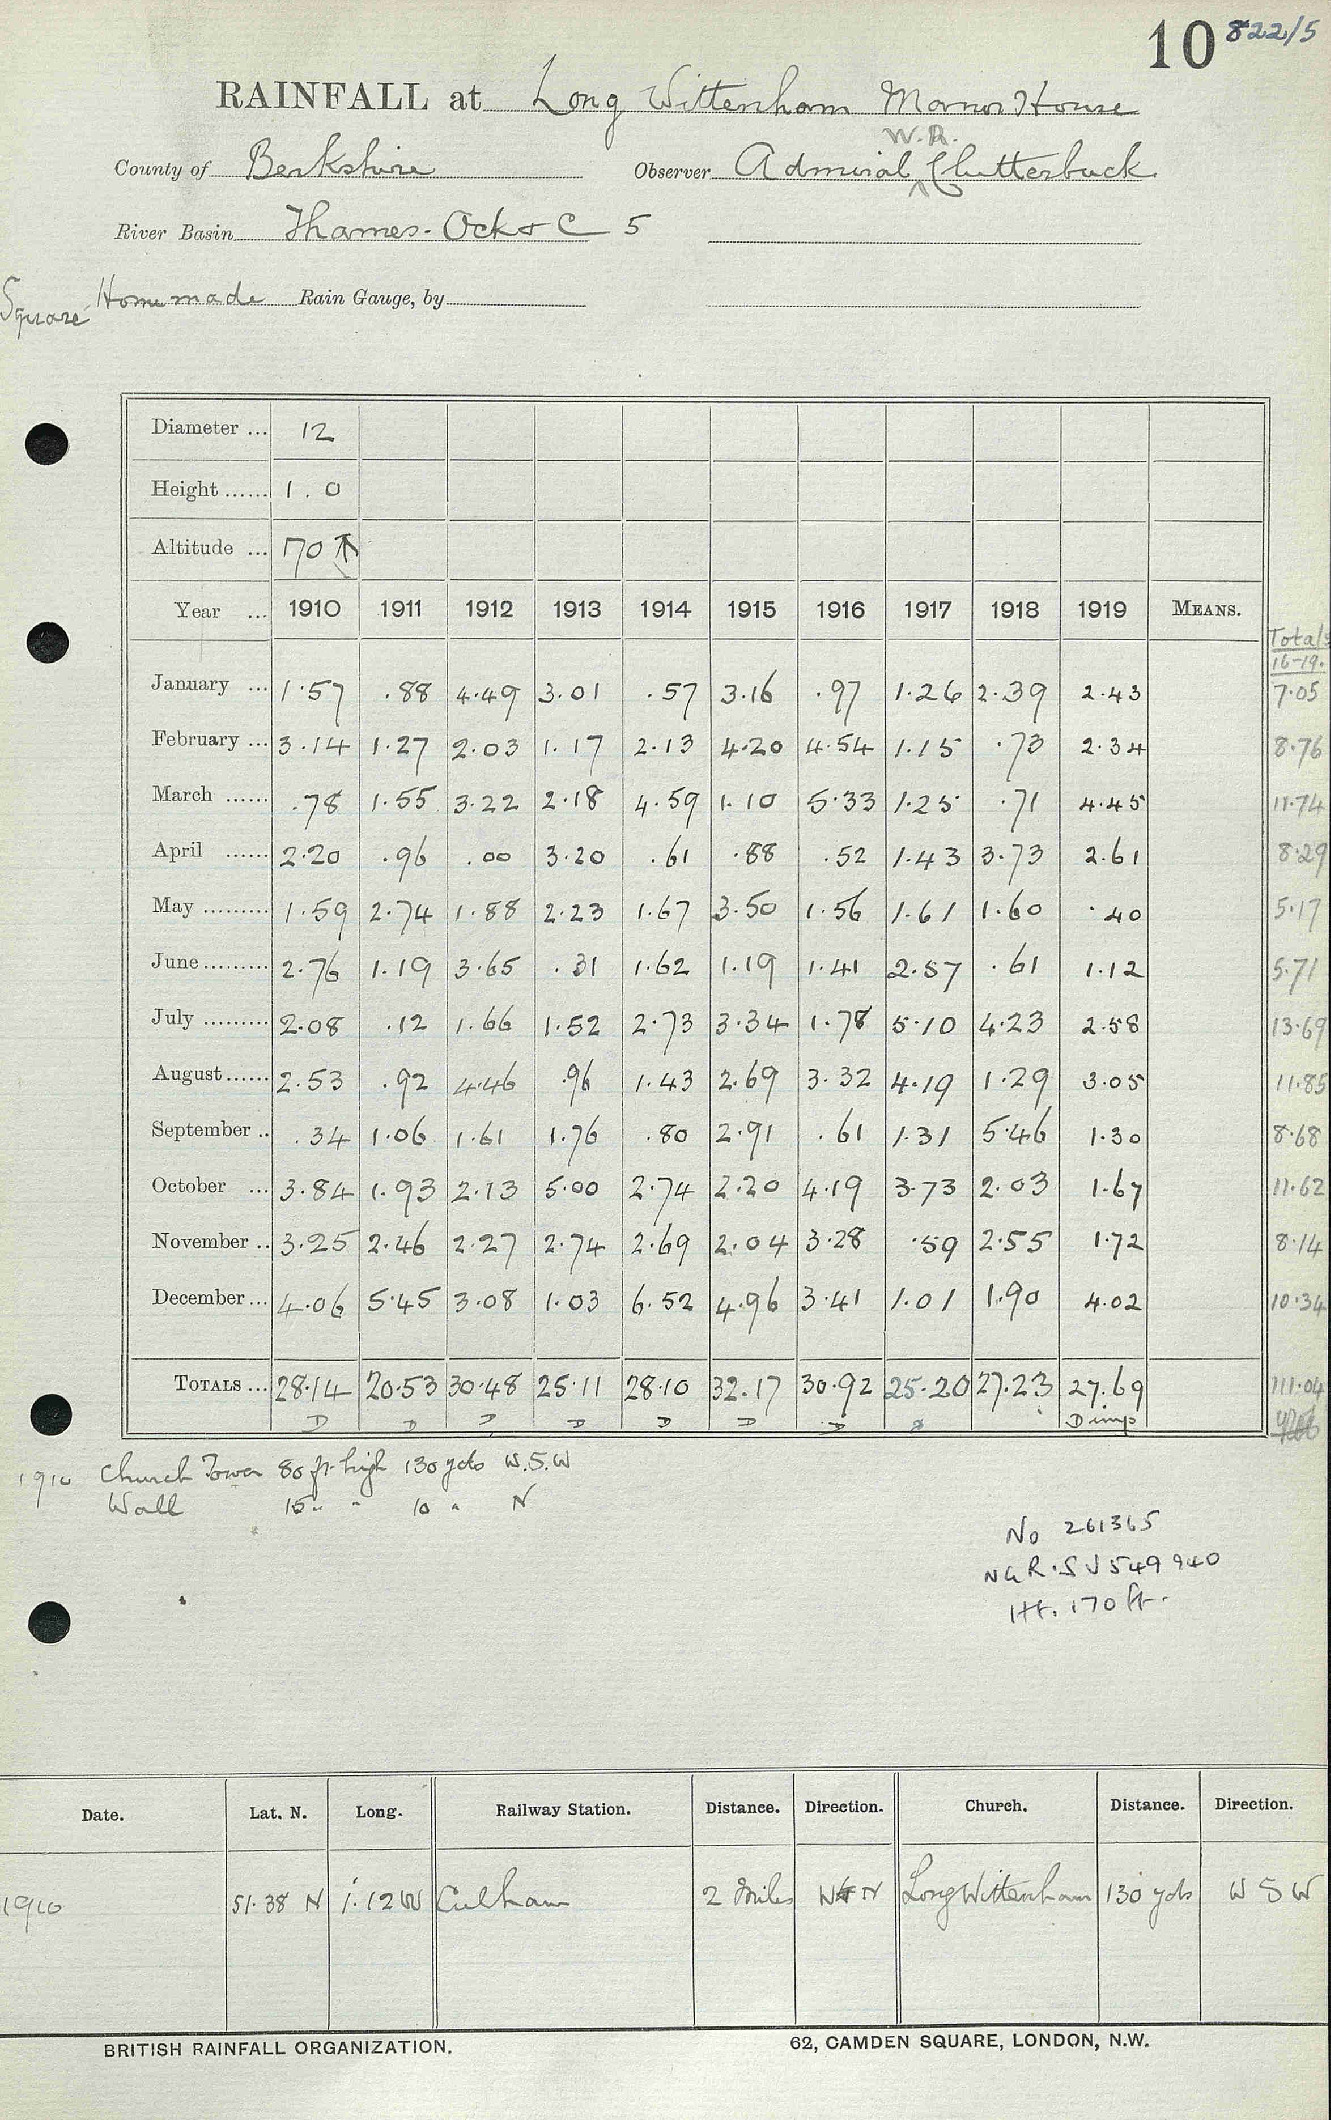 10 822/5
RAINFALL at Long Wittenham Manor House
W.R.
County of Berkshire Observer Admiral Clutterbuck
River Basin Thames - Ock & C 5
Square Homemade Rain Gauge, by
Diameter ... 12
Height ...... 1.0
Altitude ... 170
Year ... 1910 1911 1912 1913 1914 1915 1916 1917 1918 1919 MEANS. Totals
16-19.
January ... 1.57 .88 4.49 3.01 .57 3.16 .97 1.26 2.39 2.43 7.05
February ... 3.14 1.27 2.03 1.17 2.13 4.20 4.54 1.15 .73 2.34 8.76
March ...... .78 1.55 3.22 2.18 4.59 1.10 5.33 1.25 .71 4.45 11.74
April ...... 2.20 .96 .00 3.20 .61 .88 .52 1.43 3.73 2.61 8.29
May ......... 1.59 2.74 1.88 2.23 1.67 3.50 1.56 1.61 1.60 .40 5.17
June ......... 2.76 1.19 3.65 .31 1.62 1.19 1.41 2.57 .61 1.12 5.71
July ......... 2.08 .12 1.66 1.52 2.73 3.34 1.78 5.10 4.23 2.58 13.69
August ...... 2.53 .92 4.46 .96 1.43 2.69 3.32 4.19 1.29 3.05 11.85
September .. .34 1.06 1.61 1.76 .80 2.91 .61 1.31 5.46 1.30 8.68
October ... 3.84 1.93 2.13 5.00 2.74 2.20 4.19 3.73 2.03 1.67 11.62
November .. 3.25 2.46 2.27 2.74 2.69 2.04 3.28 .59 2.55 1.72 8.14
December ... 4.06 5.45 3.08 1.03 6.52 4.96 3.41 1.01 1.90 4.02 10.34
TOTALS ... 28.14 20.53 30.48 25.11 28.10 32.17 30.92 25.20 27.23 27.69 111.04
D D D D D D D D imp
1910 Church Tower 80 ft high 130 yds W.S.W
Wall 15 " " 10 " N
No 261365
NGR. SU 549 940
Ht. 170 ft.
Date. Lat. N. Long. Railway Station. Distance. Direction. Church. Distance. Direction.
1910 51.38 N 1.12 W Culham 2 Miles N Long Wittenham 130 yds W S W
BRITISH RAINFALL ORGANIZATION. 62, CAMDEN SQUARE, LONDON, N.W.